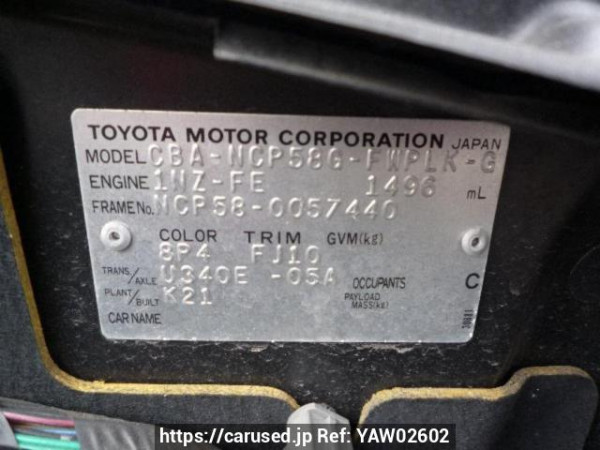 TOYOTA MOTOR CORPORATION JAPAN
MODEL CBA-NCP58G-FWPLK-G
ENGINE 1NZ-FE 1496 mL
FRAME No. NCP58-0057440
COLOR TRIM GVM(kg)
8P4 FJ10
TRANS./AXLE U340E -05A OCCUPANTS C
PLANT/BUILT K21 PAYLOAD MASS(kg)
CAR NAME
https://carused.jp Ref: YAW02602